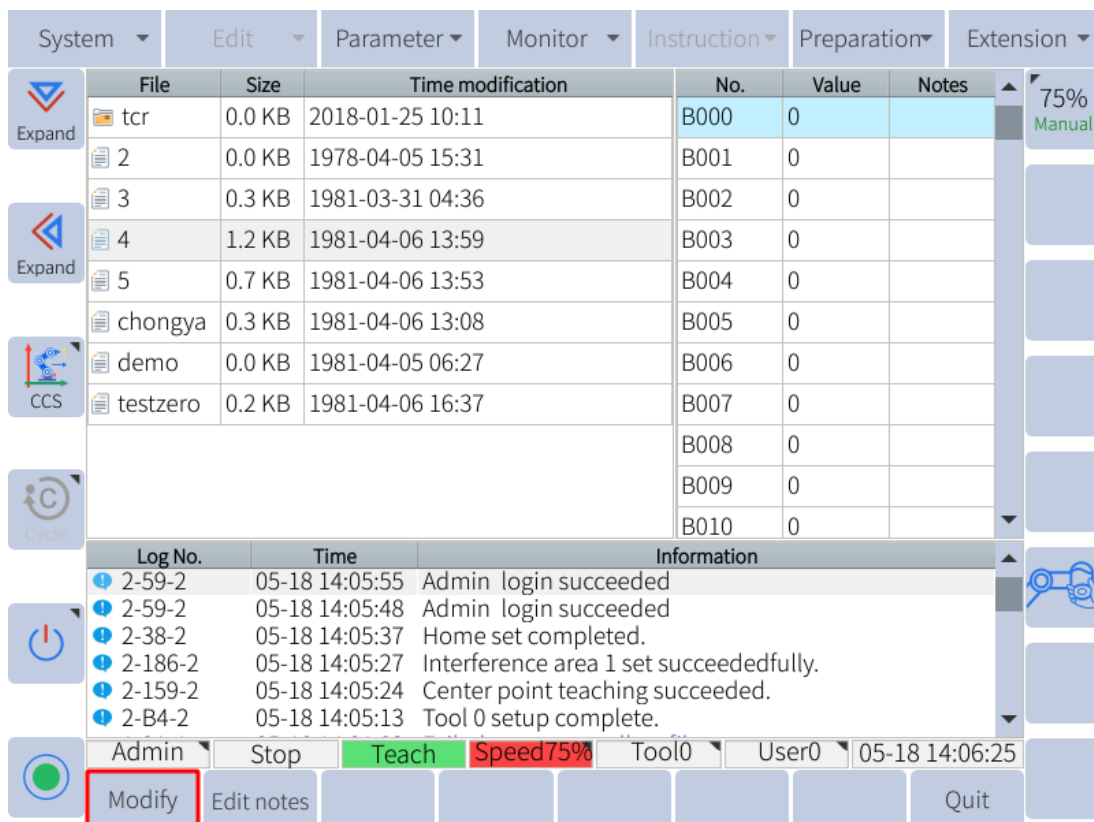 System Edit Parameter Monitor Instruction Preparation Extension
File Size Time modification No. Value Notes
Expand tcr 0.0 KB 2018-01-25 10:11 B000 0 75%
Manual
2 0.0 KB 1978-04-05 15:31 B001 0
3 0.3 KB 1981-03-31 04:36 B002 0
Expand 4 1.2 KB 1981-04-06 13:59 B003 0
5 0.7 KB 1981-04-06 13:53 B004 0
chongya 0.3 KB 1981-04-06 13:08 B005 0
demo 0.0 KB 1981-04-05 06:27 B006 0
CCS testzero 0.2 KB 1981-04-06 16:37 B007 0
B008 0
C B009 0
Cycle B010 0
Log No. Time Information
2-59-2 05-18 14:05:55 Admin login succeeded
2-59-2 05-18 14:05:48 Admin login succeeded
2-38-2 05-18 14:05:37 Home set completed.
2-186-2 05-18 14:05:27 Interference area 1 set succeededfully.
2-159-2 05-18 14:05:24 Center point teaching succeeded.
2-B4-2 05-18 14:05:13 Tool 0 setup complete.
Admin Stop Teach Speed75% Tool0 User0 05-18 14:06:25
Modify Edit notes Quit